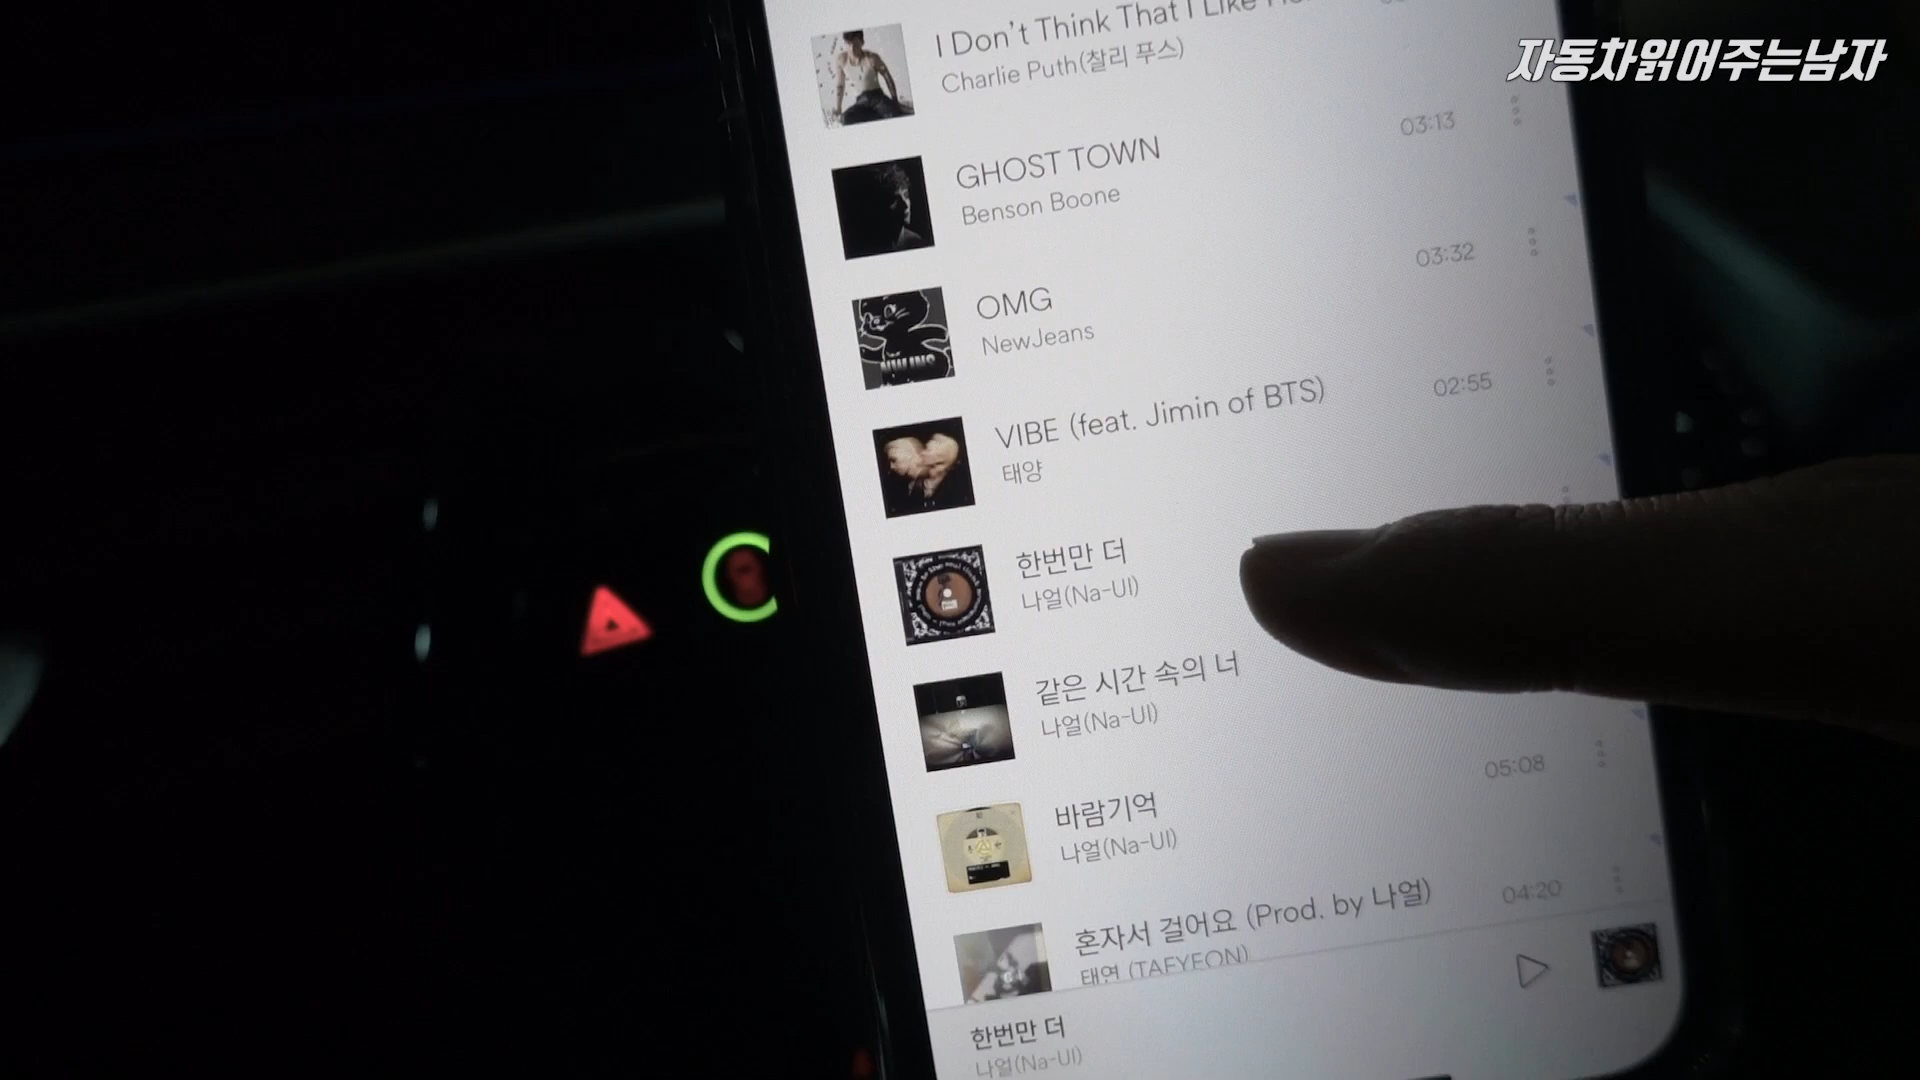 자동차읽어주는남자
I Don't Think That I Like
Charlie Puth(찰리 푸스)
03:13
GHOST TOWN
Benson Boone
03:32
OMG
NewJeans
02:55
VIBE (feat. Jimin of BTS)
태양
한번만 더
나얼(Na-Ul)
같은 시간 속의 너
나얼(Na-Ul)
05:08
바람기억
나얼(Na-Ul)
04:20
혼자서 걸어요 (Prod. by 나얼)
태연 (TAEYEON)
한번만 더
나얼(Na-Ul)